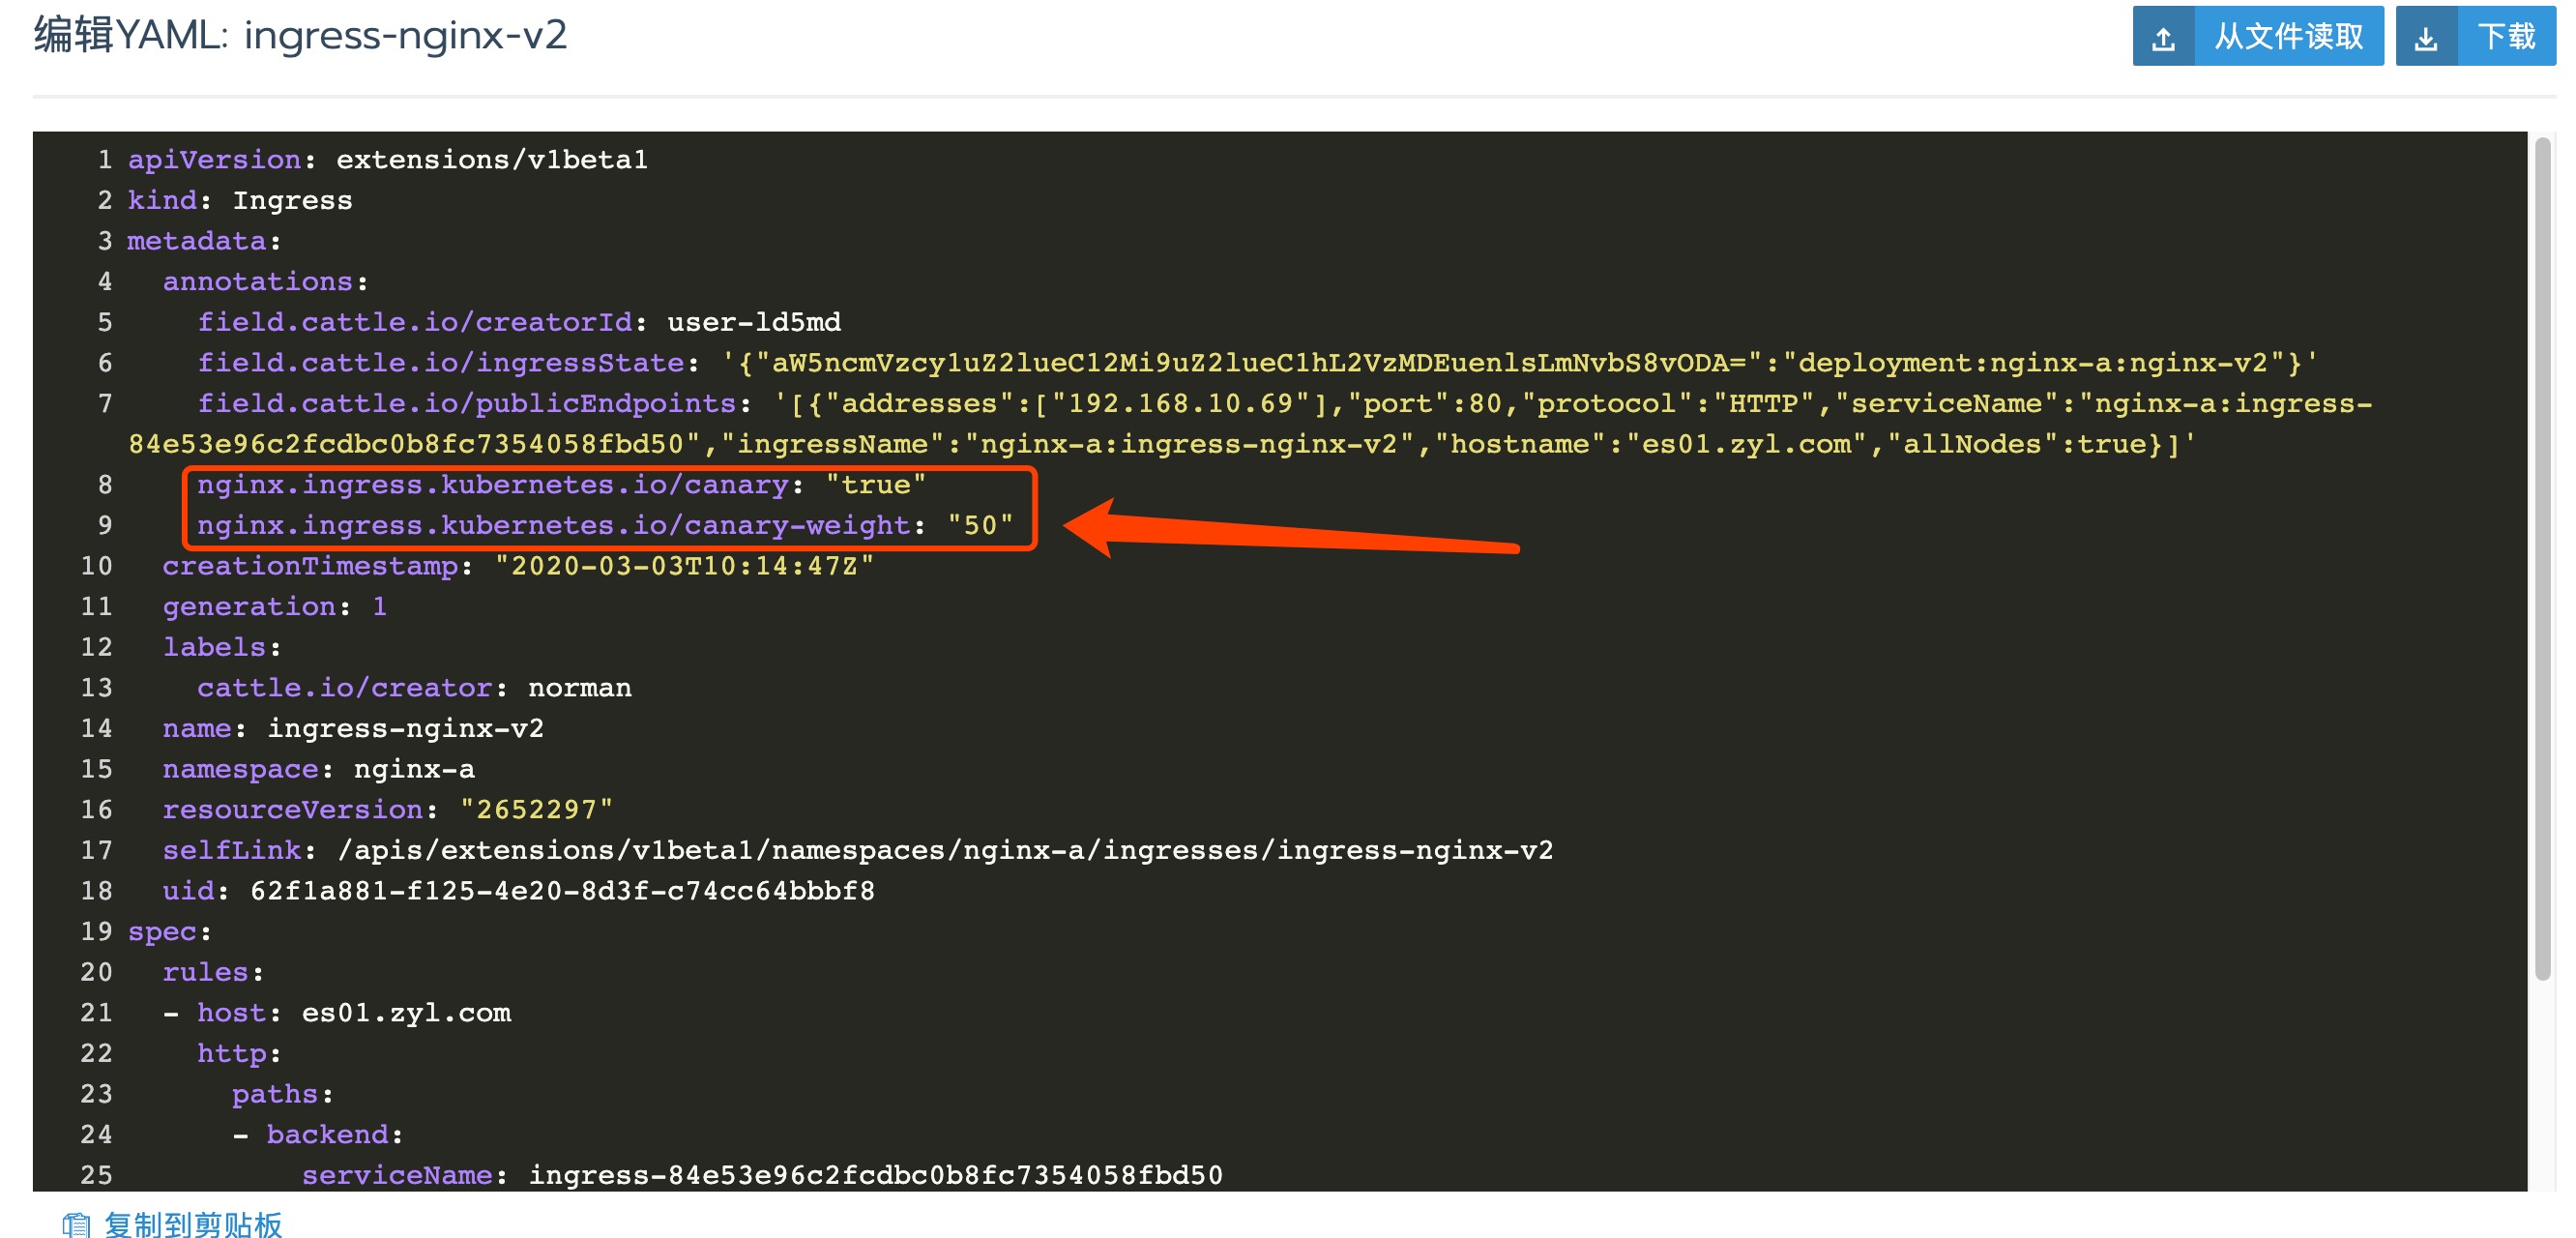 编辑YAML: ingress-nginx-v2
从文件读取
下载
1 apiVersion: extensions/v1beta1
2 kind: Ingress
3 metadata:
4   annotations:
5     field.cattle.io/creatorId: user-ld5md
6     field.cattle.io/ingressState: '{"aW5ncmVzcy1uZ2lueC12Mi9uZ2lueC1hL2VzMDEuenlsLmNvbS8vODA=":"deployment:nginx-a:nginx-v2"}'
7     field.cattle.io/publicEndpoints: '[{"addresses":["192.168.10.69"],"port":80,"protocol":"HTTP","serviceName":"nginx-a:ingress-
84e53e96c2fcdbc0b8fc7354058fbd50","ingressName":"nginx-a:ingress-nginx-v2","hostname":"es01.zyl.com","allNodes":true}]'
8     nginx.ingress.kubernetes.io/canary: "true"
9     nginx.ingress.kubernetes.io/canary-weight: "50"
10   creationTimestamp: "2020-03-03T10:14:47Z"
11   generation: 1
12   labels:
13     cattle.io/creator: norman
14   name: ingress-nginx-v2
15   namespace: nginx-a
16   resourceVersion: "2652297"
17   selfLink: /apis/extensions/v1beta1/namespaces/nginx-a/ingresses/ingress-nginx-v2
18   uid: 62f1a881-f125-4e20-8d3f-c74cc64bbbf8
19 spec:
20   rules:
21   - host: es01.zyl.com
22     http:
23       paths:
24       - backend:
25           serviceName: ingress-84e53e96c2fcdbc0b8fc7354058fbd50
复制到剪贴板